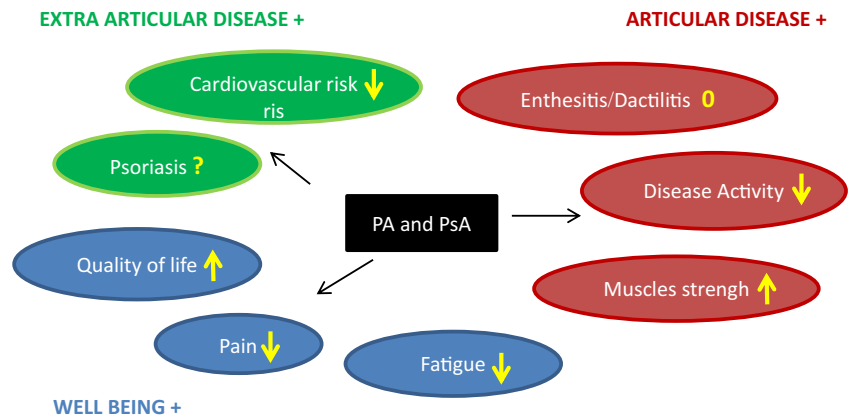 EXTRA ARTICULAR DISEASE +
ARTICULAR DISEASE +
Cardiovascular risk
ris
Enthesitis/Dactilitis 0
Psoriasis ?
Disease Activity
PA and PsA
Quality of life
Muscles strengh
Pain
Fatigue
WELL BEING +